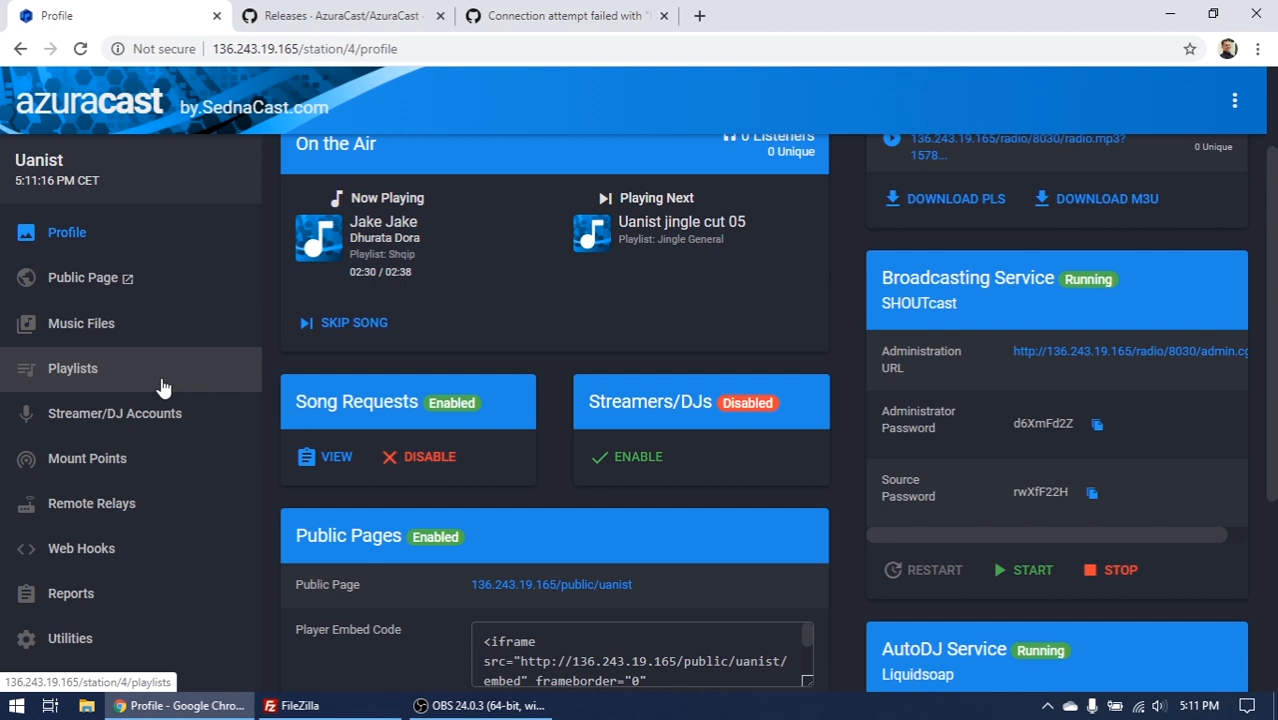 Profile
Releases · AzuraCast/AzuraCast ·
Connection attempt failed with "
Not secure
136.243.19.165/station/4/profile
azuracast by.SednaCast.com
Uanist
5:11:16 PM CET
Profile
Public Page
Music Files
Playlists
Streamer/DJ Accounts
Mount Points
Remote Relays
Web Hooks
Reports
Utilities
136.243.19.165/station/4/playlists
On the Air
0 Listeners
0 Unique
Now Playing
Jake Jake
Dhurata Dora
Playlist: Shqip
02:30 / 02:38
Playing Next
Uanist jingle cut 05
Playlist: Jingle General
SKIP SONG
Song Requests Enabled
VIEW
DISABLE
Streamers/DJs Disabled
ENABLE
Public Pages Enabled
Public Page
136.243.19.165/public/uanist
Player Embed Code
<iframe
src="http://136.243.19.165/public/uanist/
embed" frameborder="0"
136.243.19.165/radio/8030/radio.mp3?
1578...
0 Unique
DOWNLOAD PLS
DOWNLOAD M3U
Broadcasting Service Running
SHOUTcast
Administration
URL
http://136.243.19.165/radio/8030/admin.cg
Administrator
Password
d6XmFd2Z
Source
Password
rwXfF22H
RESTART
START
STOP
AutoDJ Service Running
Liquidsoap
Profile - Google Chro...
FileZilla
OBS 24.0.3 (64-bit, wi...
5:11 PM